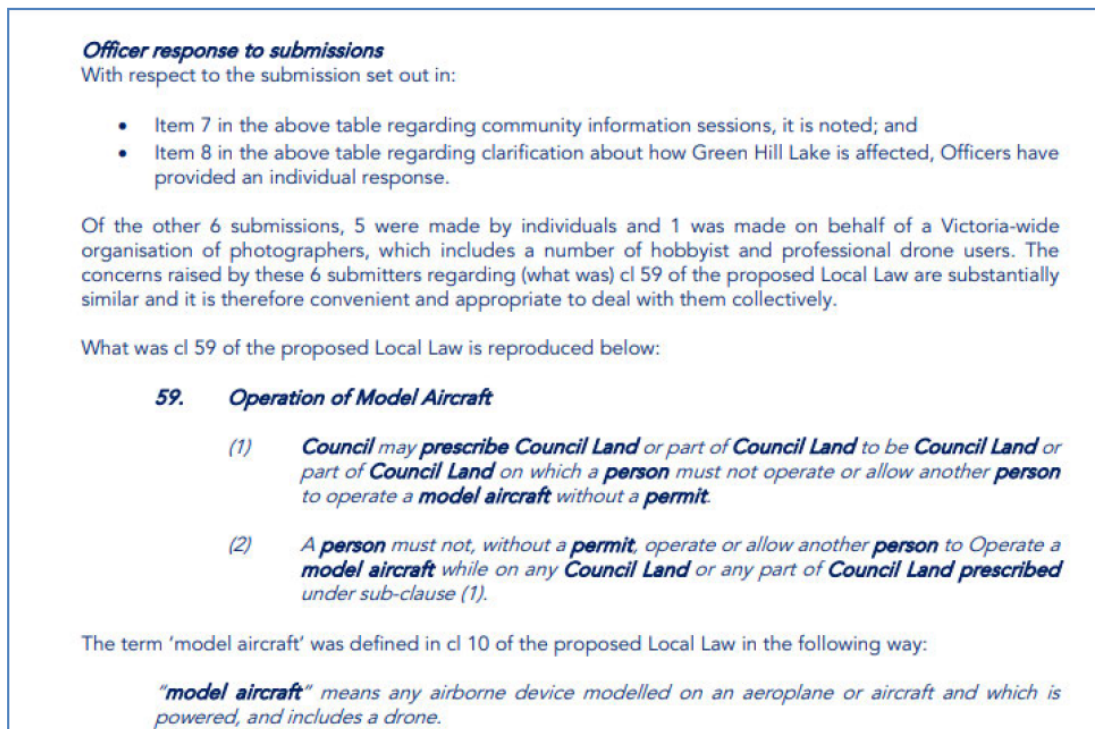 Officer response to submissions
With respect to the submission set out in:
• Item 7 in the above table regarding community information sessions, it is noted; and
• Item 8 in the above table regarding clarification about how Green Hill Lake is affected, Officers have
provided an individual response.
Of the other 6 submissions, 5 were made by individuals and 1 was made on behalf of a Victoria-wide
organisation of photographers, which includes a number of hobbyist and professional drone users. The
concerns raised by these 6 submitters regarding (what was) cl 59 of the proposed Local Law are substantially
similar and it is therefore convenient and appropriate to deal with them collectively.
What was cl 59 of the proposed Local Law is reproduced below:
59. Operation of Model Aircraft
(1) Council may prescribe Council Land or part of Council Land to be Council Land or
part of Council Land on which a person must not operate or allow another person
to operate a model aircraft without a permit.
(2) A person must not, without a permit, operate or allow another person to Operate a
model aircraft while on any Council Land or any part of Council Land prescribed
under sub-clause (1).
The term ‘model aircraft’ was defined in cl 10 of the proposed Local Law in the following way:
“model aircraft” means any airborne device modelled on an aeroplane or aircraft and which is
powered, and includes a drone.